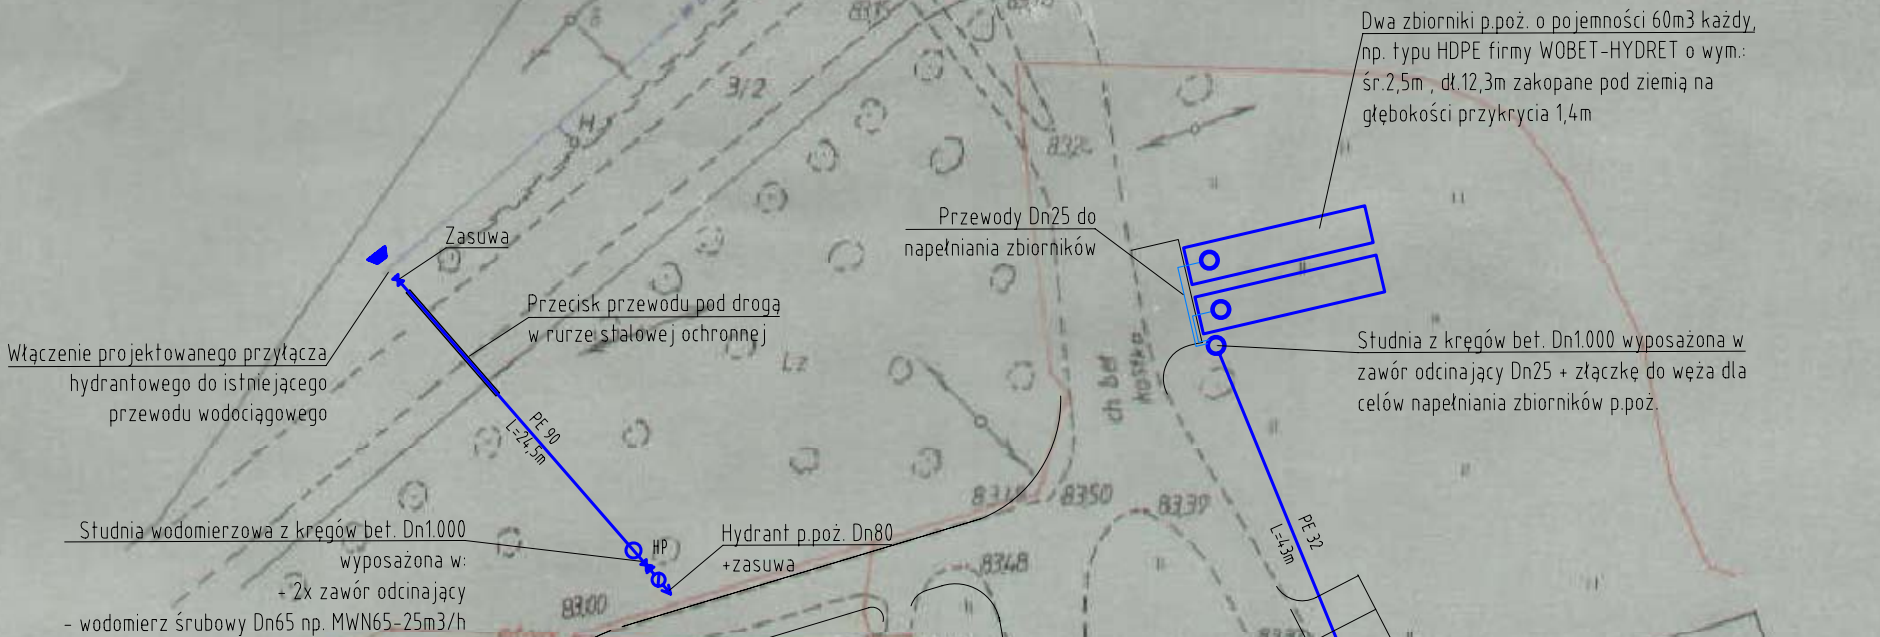 Dwa zbiorniki p.poż. o pojemności 60m3 każdy,
np. typu HDPE firmy WOBET-HYDRET o wym.:
śr.2,5m , dł.12,3m zakopane pod ziemią na
głębokości przykrycia 1,4m
3/2
H
8324
Przewody Dn25 do
napełniania zbiorników
Zasuwa
Przecisk przewodu pod drogą
w rurze stalowej ochronnej
Włączenie projektowanego przyłącza
hydrantowego do istniejącego
przewodu wodociągowego
Studnia z kręgów bet. Dn1.000 wyposażona w
zawór odcinający Dn25 + złączkę do węża dla
celów napełniania zbiorników p.poż.
Lz
ch Bet
kostka
PE 90
L=24,5m
8350
8339
Studnia wodomierzowa z kręgów bet. Dn1.000
wyposażona w:
- 2x zawór odcinający
- wodomierz śrubowy Dn65 np. MWN65-25m3/h
HP
Hydrant p.poż. Dn80
+zasuwa
PE 32
L=43m
8348
8300